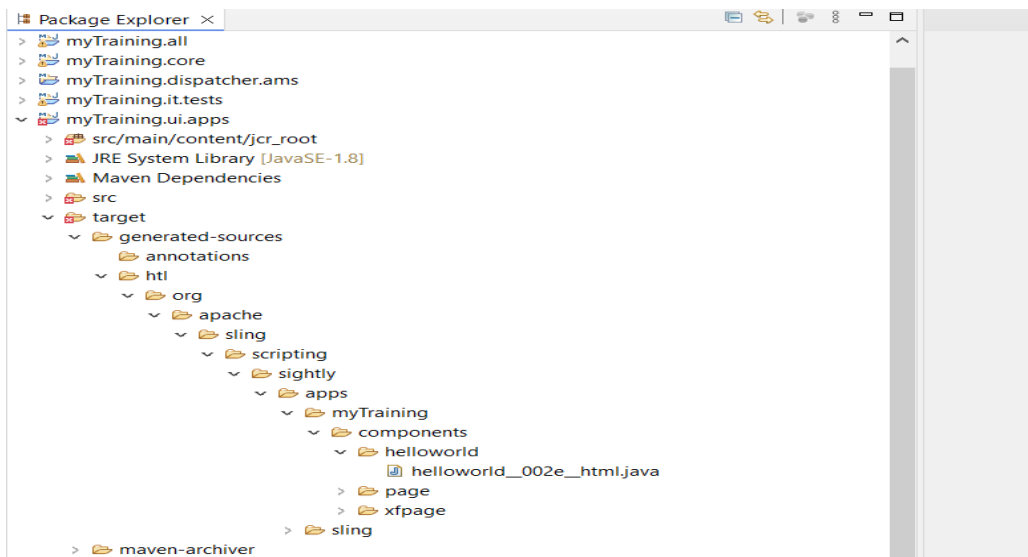 Package Explorer
myTraining.all
myTraining.core
myTraining.dispatcher.ams
myTraining.it.tests
myTraining.ui.apps
src/main/content/jcr_root
JRE System Library [JavaSE-1.8]
Maven Dependencies
src
target
generated-sources
annotations
htl
org
apache
sling
scripting
sightly
apps
myTraining
components
helloworld
helloworld__002e__html.java
page
xfpage
sling
maven-archiver